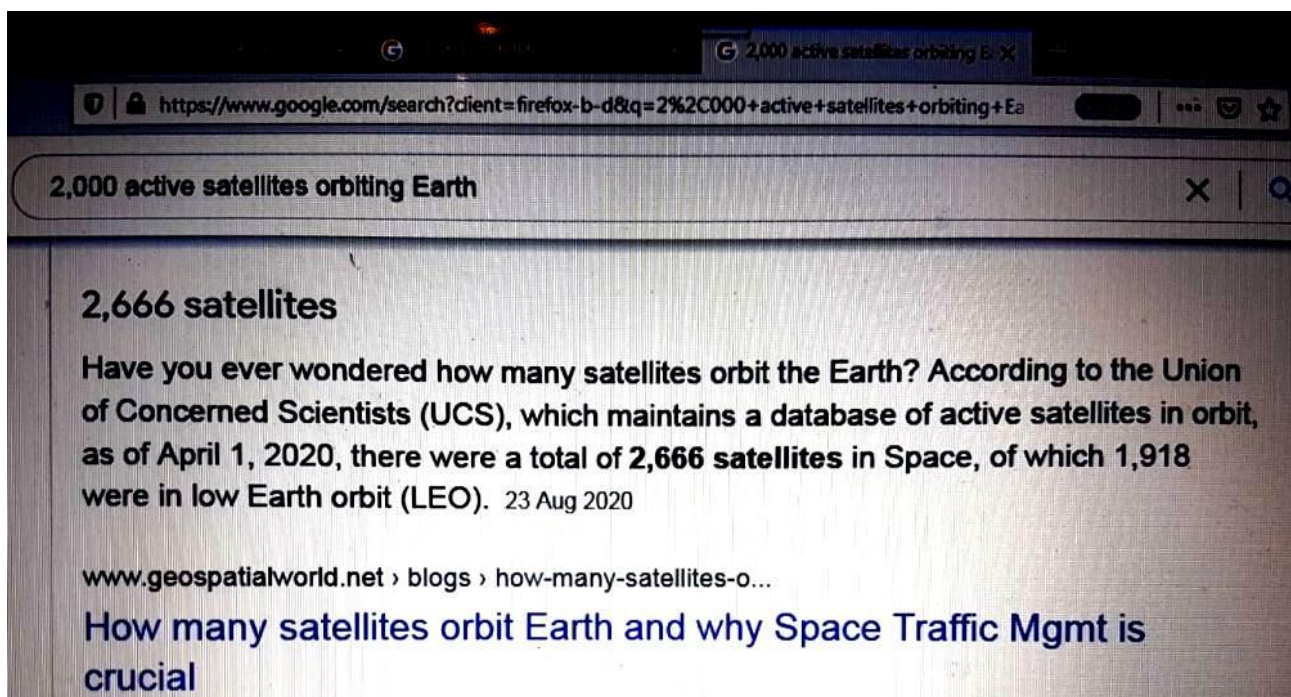 2,000 active satellites orbiting E
https://www.google.com/search?client=firefox-b-d&q=2%2C000+active+satellites+orbiting+Ea
2,000 active satellites orbiting Earth
2,666 satellites
Have you ever wondered how many satellites orbit the Earth? According to the Union
of Concerned Scientists (UCS), which maintains a database of active satellites in orbit,
as of April 1, 2020, there were a total of 2,666 satellites in Space, of which 1,918
were in low Earth orbit (LEO). 23 Aug 2020
www.geospatialworld.net › blogs › how-many-satellites-o...
How many satellites orbit Earth and why Space Traffic Mgmt is
crucial